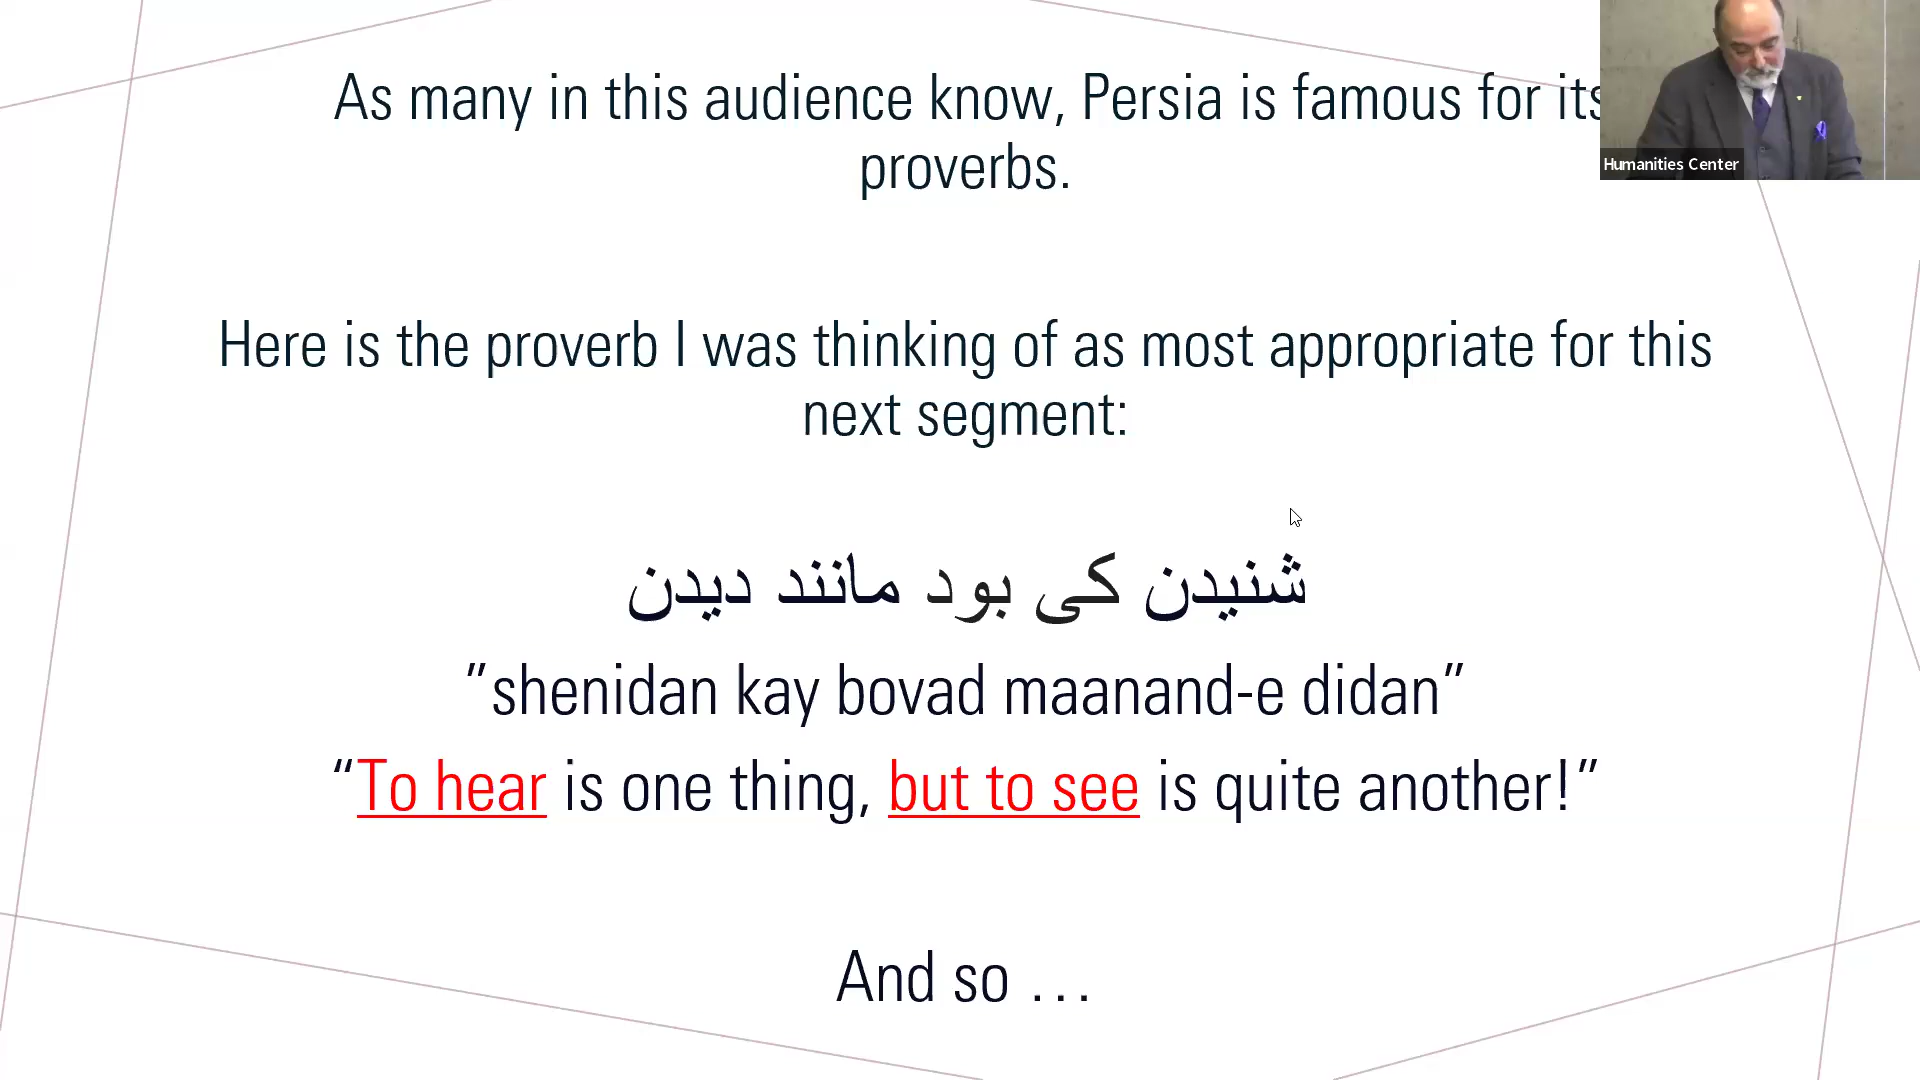 As many in this audience know, Persia is famous for its
proverbs.
Humanities Center
Here is the proverb I was thinking of as most appropriate for this
next segment:
شنیدن کی بود مانند دیدن
”shenidan kay bovad maanand-e didan”
“To hear is one thing, but to see is quite another!”
And so …